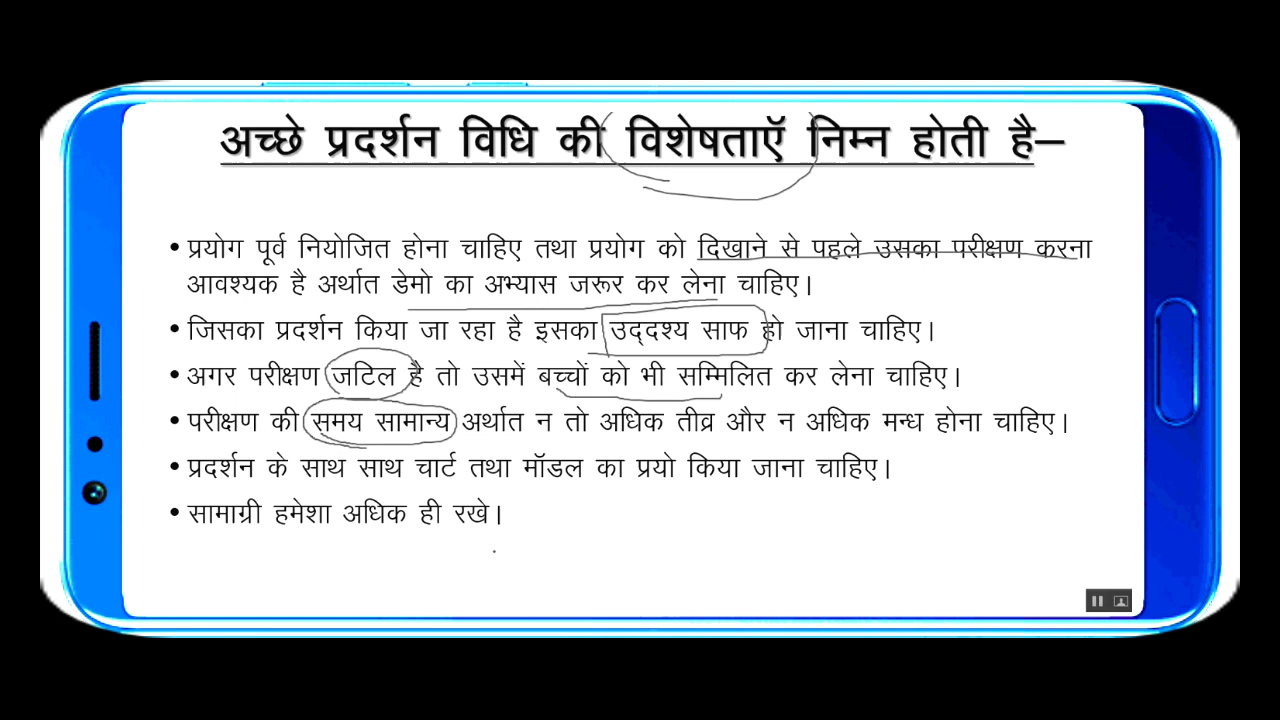 अच्छे प्रदर्शन विधि की विशेषताऍ निम्न होती है–
• प्रयोग पूर्व नियोजित होना चाहिए तथा प्रयोग को दिखाने से पहले उसका परीक्षण करना
आवश्यक है अर्थात डेमो का अभ्यास जरूर कर लेना चाहिए।
• जिसका प्रदर्शन किया जा रहा है इसका उद्दश्य साफ हो जाना चाहिए।
• अगर परीक्षण जटिल है तो उसमें बच्चों को भी सम्मिलित कर लेना चाहिए।
• परीक्षण की समय सामान्य अर्थात न तो अधिक तीव्र और न अधिक मन्ध होना चाहिए।
• प्रदर्शन के साथ साथ चार्ट तथा मॉडल का प्रयो किया जाना चाहिए।
• सामाग्री हमेशा अधिक ही रखे।